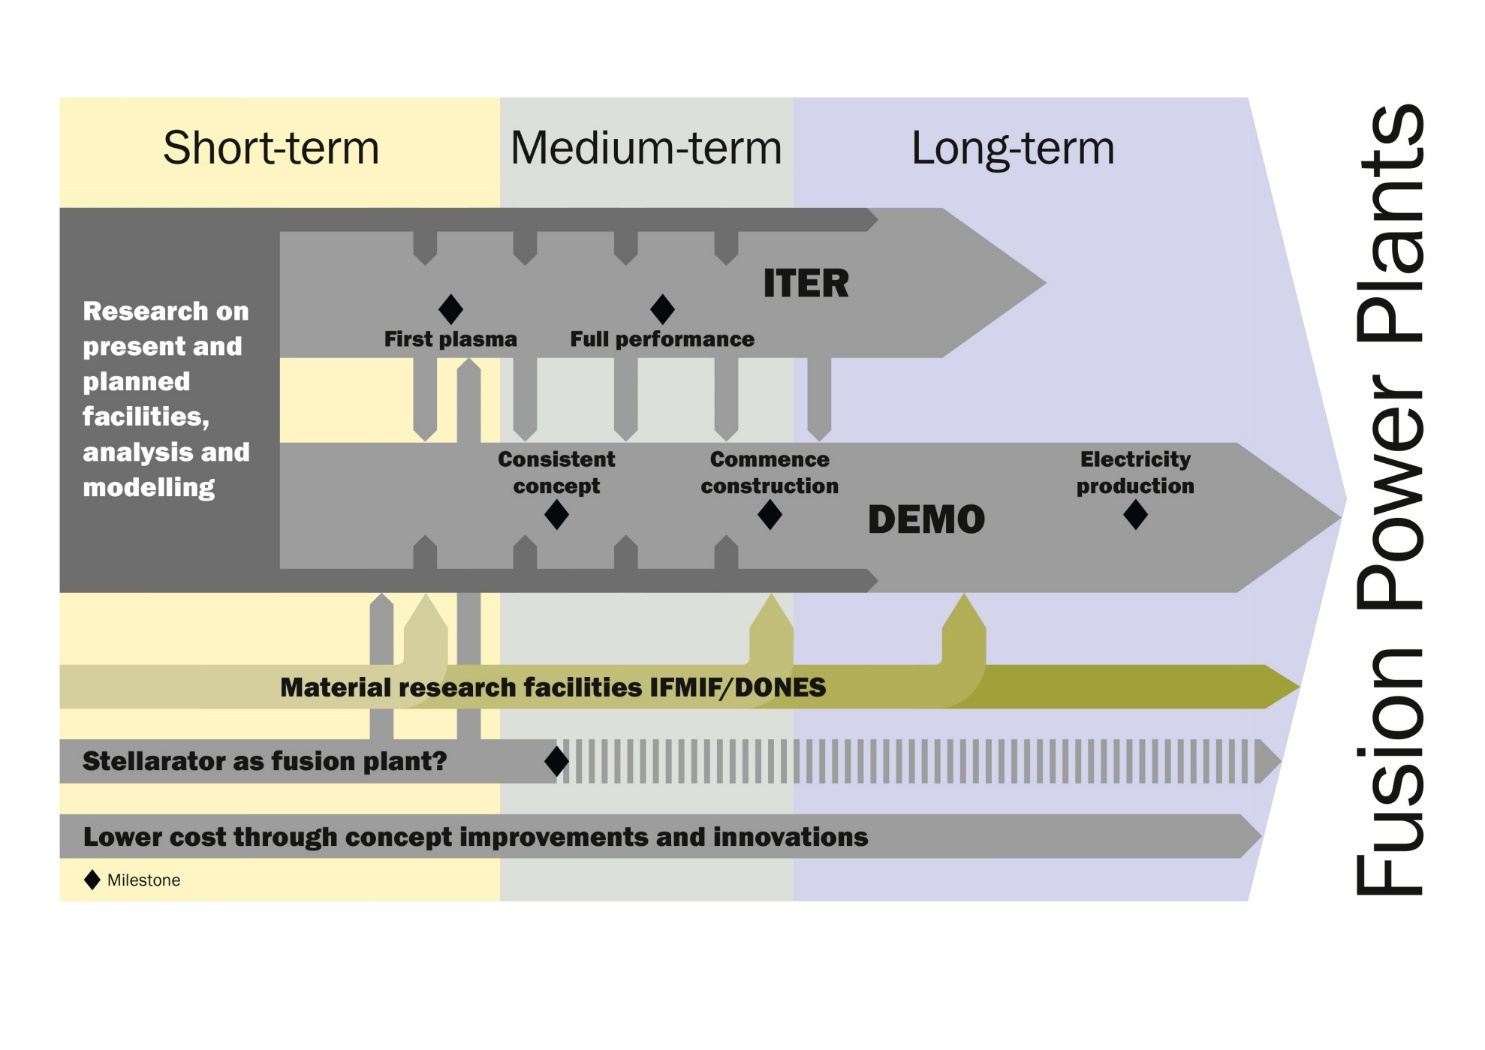 Short-term
Medium-term
Long-term
Research on
present and
planned
facilities,
analysis and
modelling
ITER
First plasma
Full performance
Consistent
concept
Commence
construction
DEMO
Electricity
production
Material research facilities IFMIF/DONES
Stellarator as fusion plant?
Lower cost through concept improvements and innovations
Milestone
Fusion Power Plants